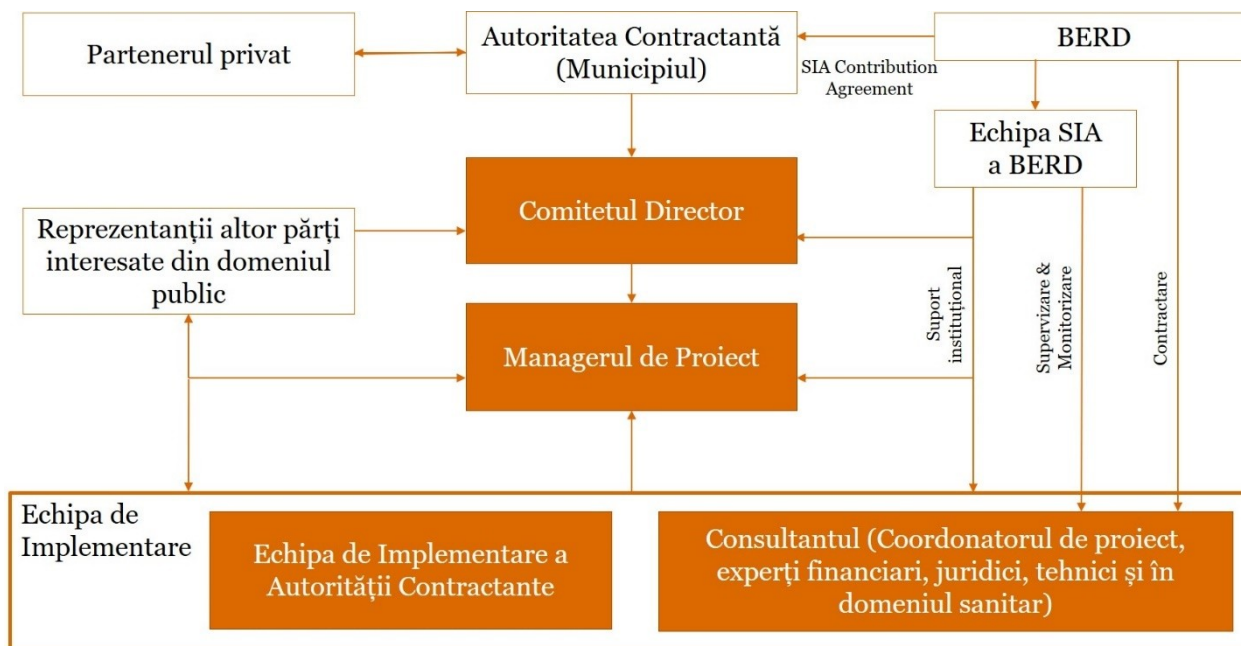 Partenerul privat
Autoritatea Contractantă
(Municipiul)
BERD
SIA Contribution
Agreement
Echipa SIA
a BERD
Comitetul Director
Reprezentanții altor părți
interesate din domeniul
public
Managerul de Proiect
Suport
instituțional
Supervizare &
Monitorizare
Contractare
Echipa de
Implementare
Echipa de Implementare a
Autorității Contractante
Consultantul (Coordonatorul de proiect,
experți financiari, juridici, tehnici și în
domeniul sanitar)